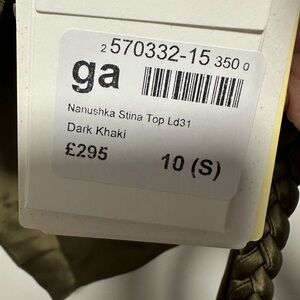 2 570332-15 350 0
ga
Nanushka Stina Top Ld31
Dark Khaki
£295 10 (S)